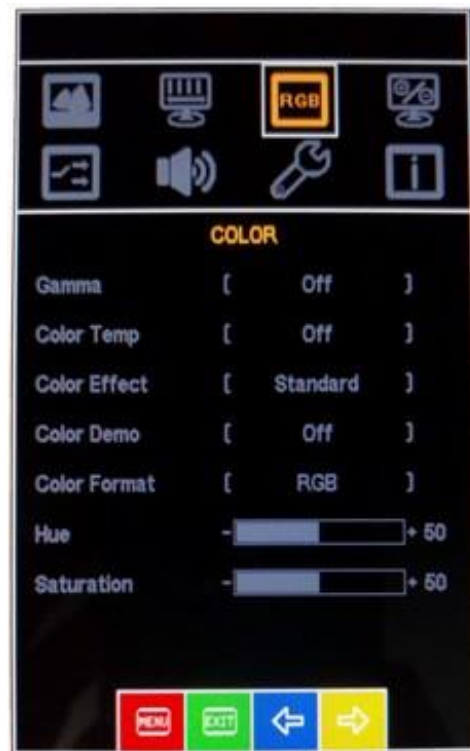 RGB
i
COLOR
Gamma [ Off ]
Color Temp [ Off ]
Color Effect [ Standard ]
Color Demo [ Off ]
Color Format [ RGB ]
Hue - + 50
Saturation - + 50
MENU EXIT